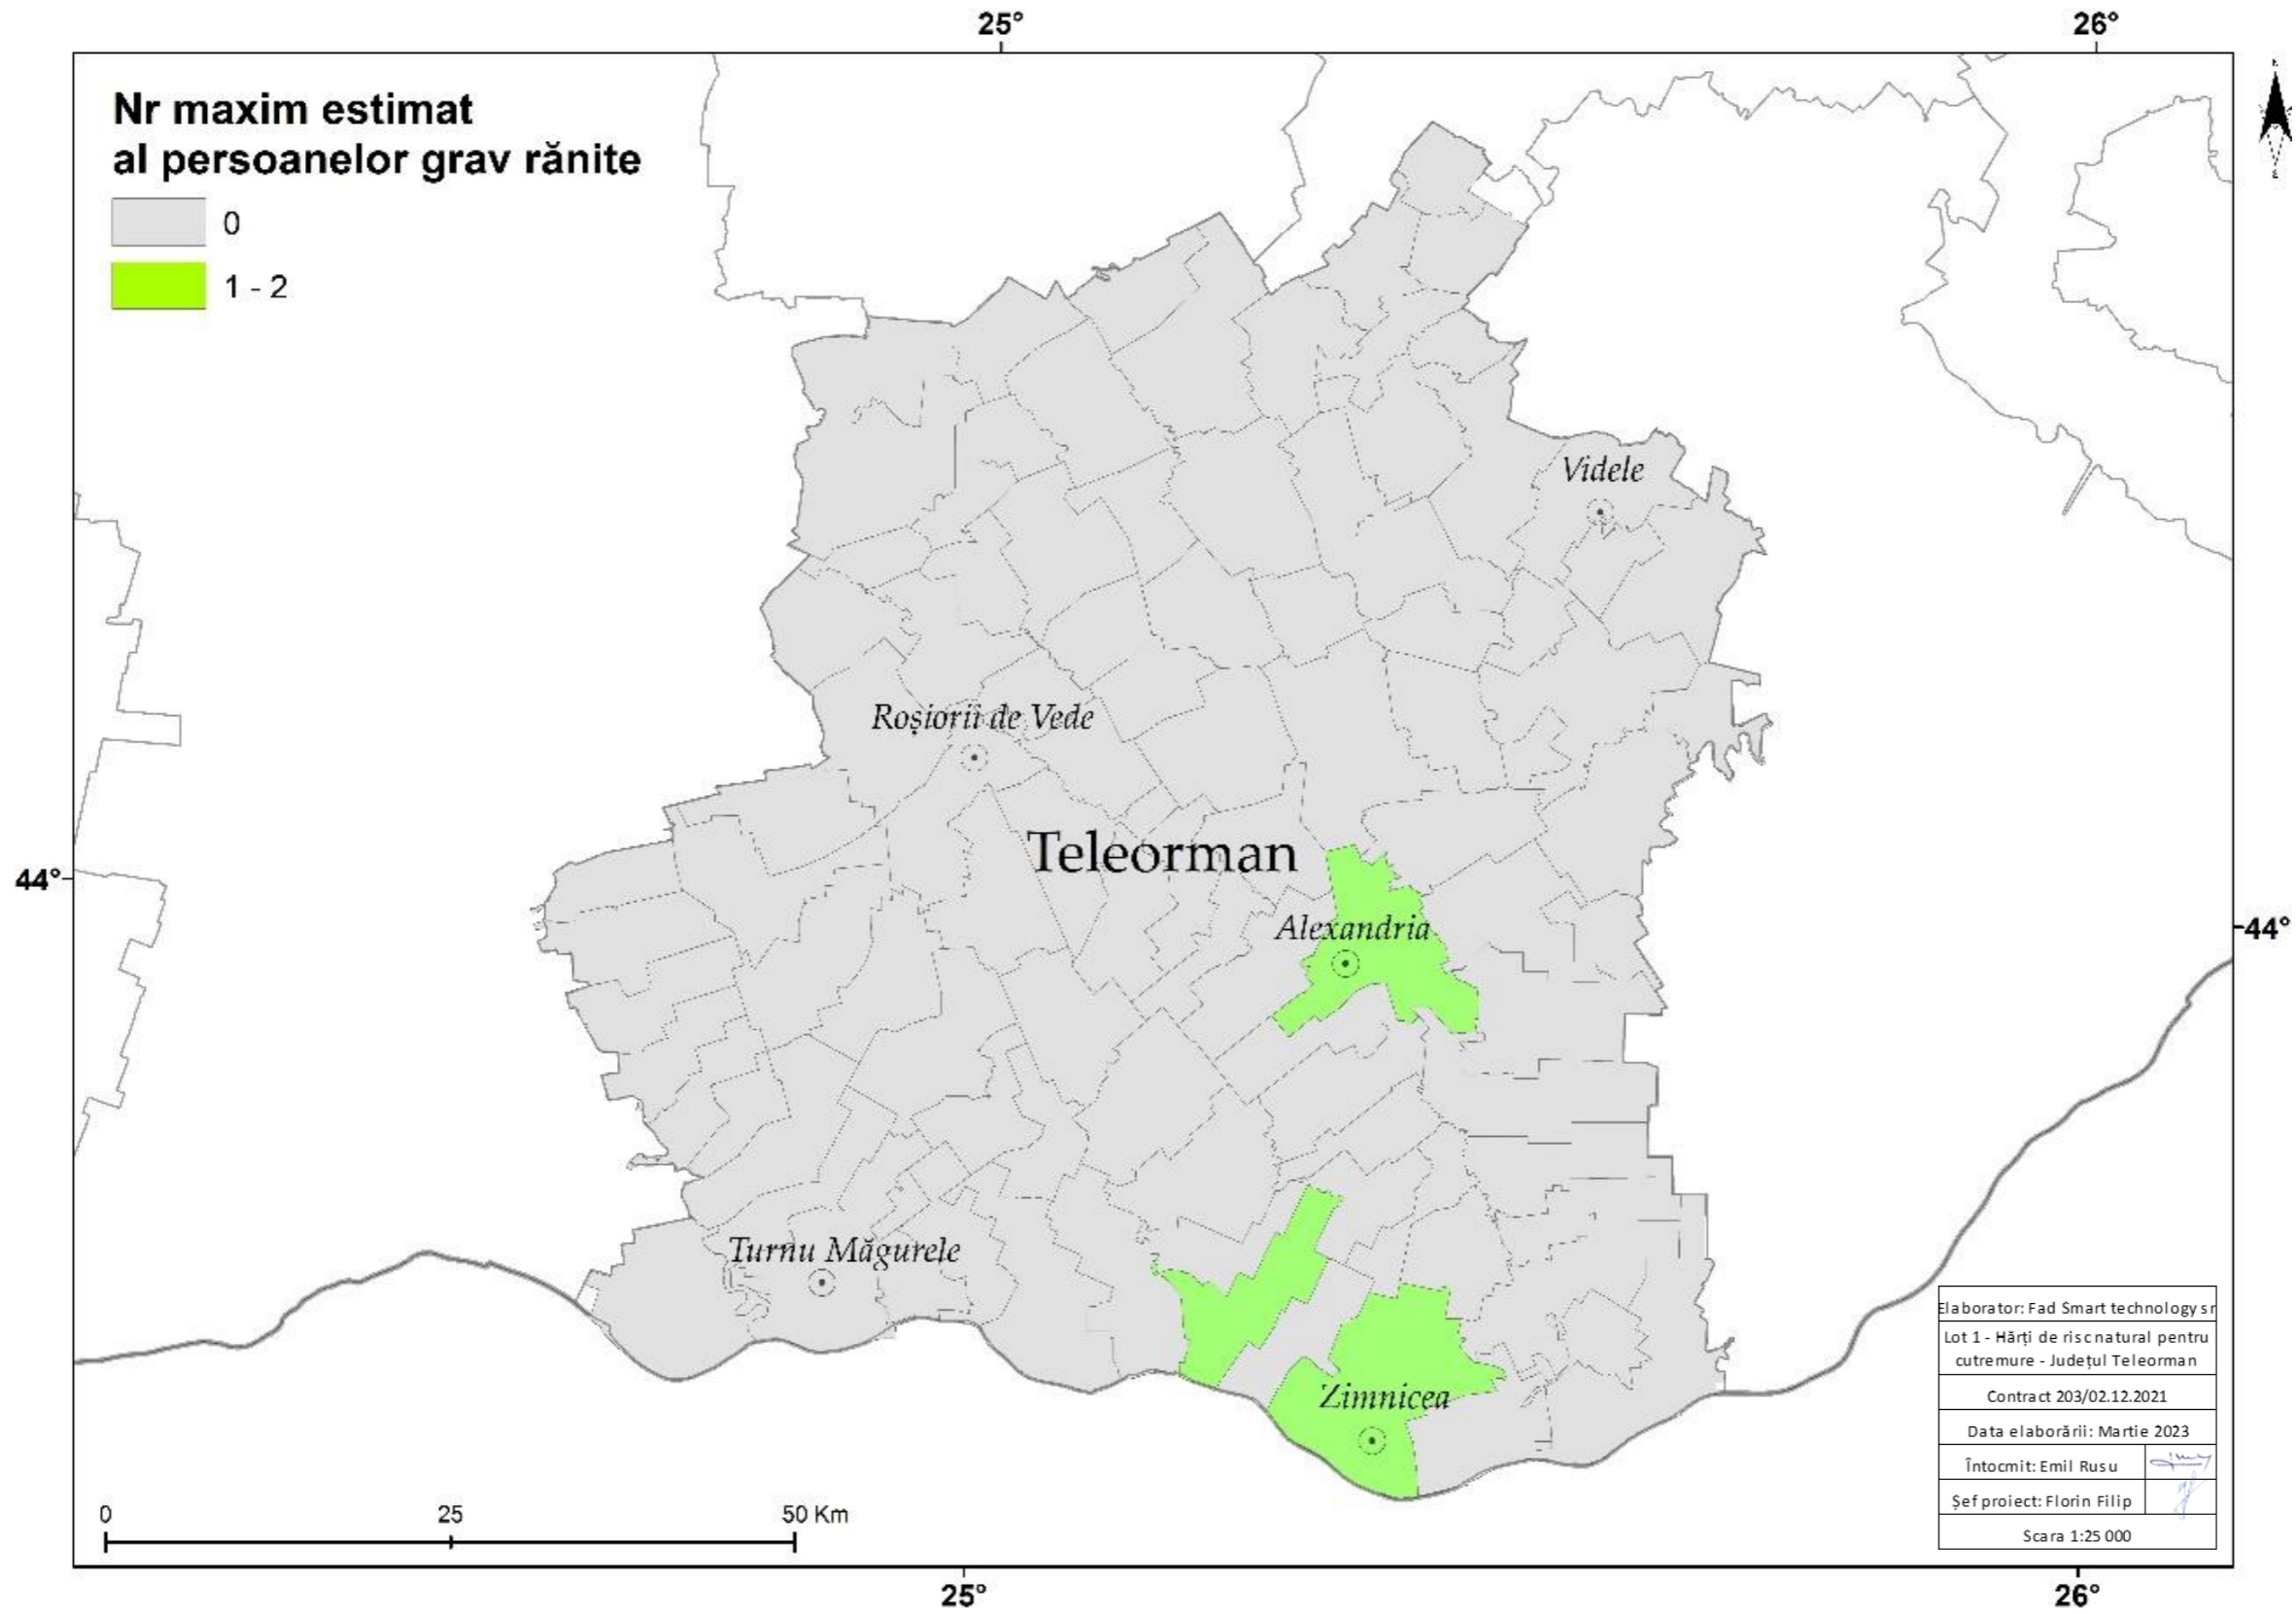 25°
26°
Nr maxim estimat
al persoanelor grav rănite
0
1 - 2
Videle
Roșiorii de Vede
Teleorman
44°
Alexandria
44°
Turnu Măgurele
Zimnicea
Elaborator: Fad Smart technology sr
Lot 1 - Hărți de risc natural pentru
cutremure - Județul Teleorman
Contract 203/02.12.2021
Data elaborării: Martie 2023
Întocmit: Emil Rusu
Șef proiect: Florin Filip
Scara 1:25 000
0
25
50 Km
25°
26°